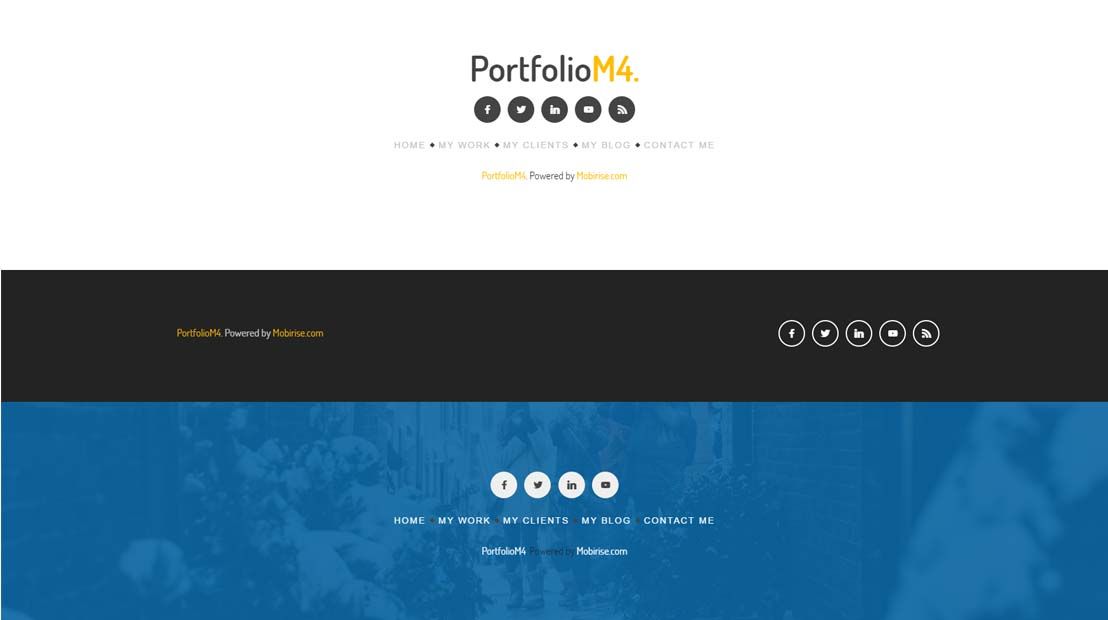 PortfolioM4.
HOME ◆ MY WORK ◆ MY CLIENTS ◆ MY BLOG ◆ CONTACT ME
PortfolioM4. Powered by Mobirise.com
PortfolioM4. Powered by Mobirise.com
HOME ◆ MY WORK ◆ MY CLIENTS ◆ MY BLOG ◆ CONTACT ME
PortfolioM4. Powered by Mobirise.com